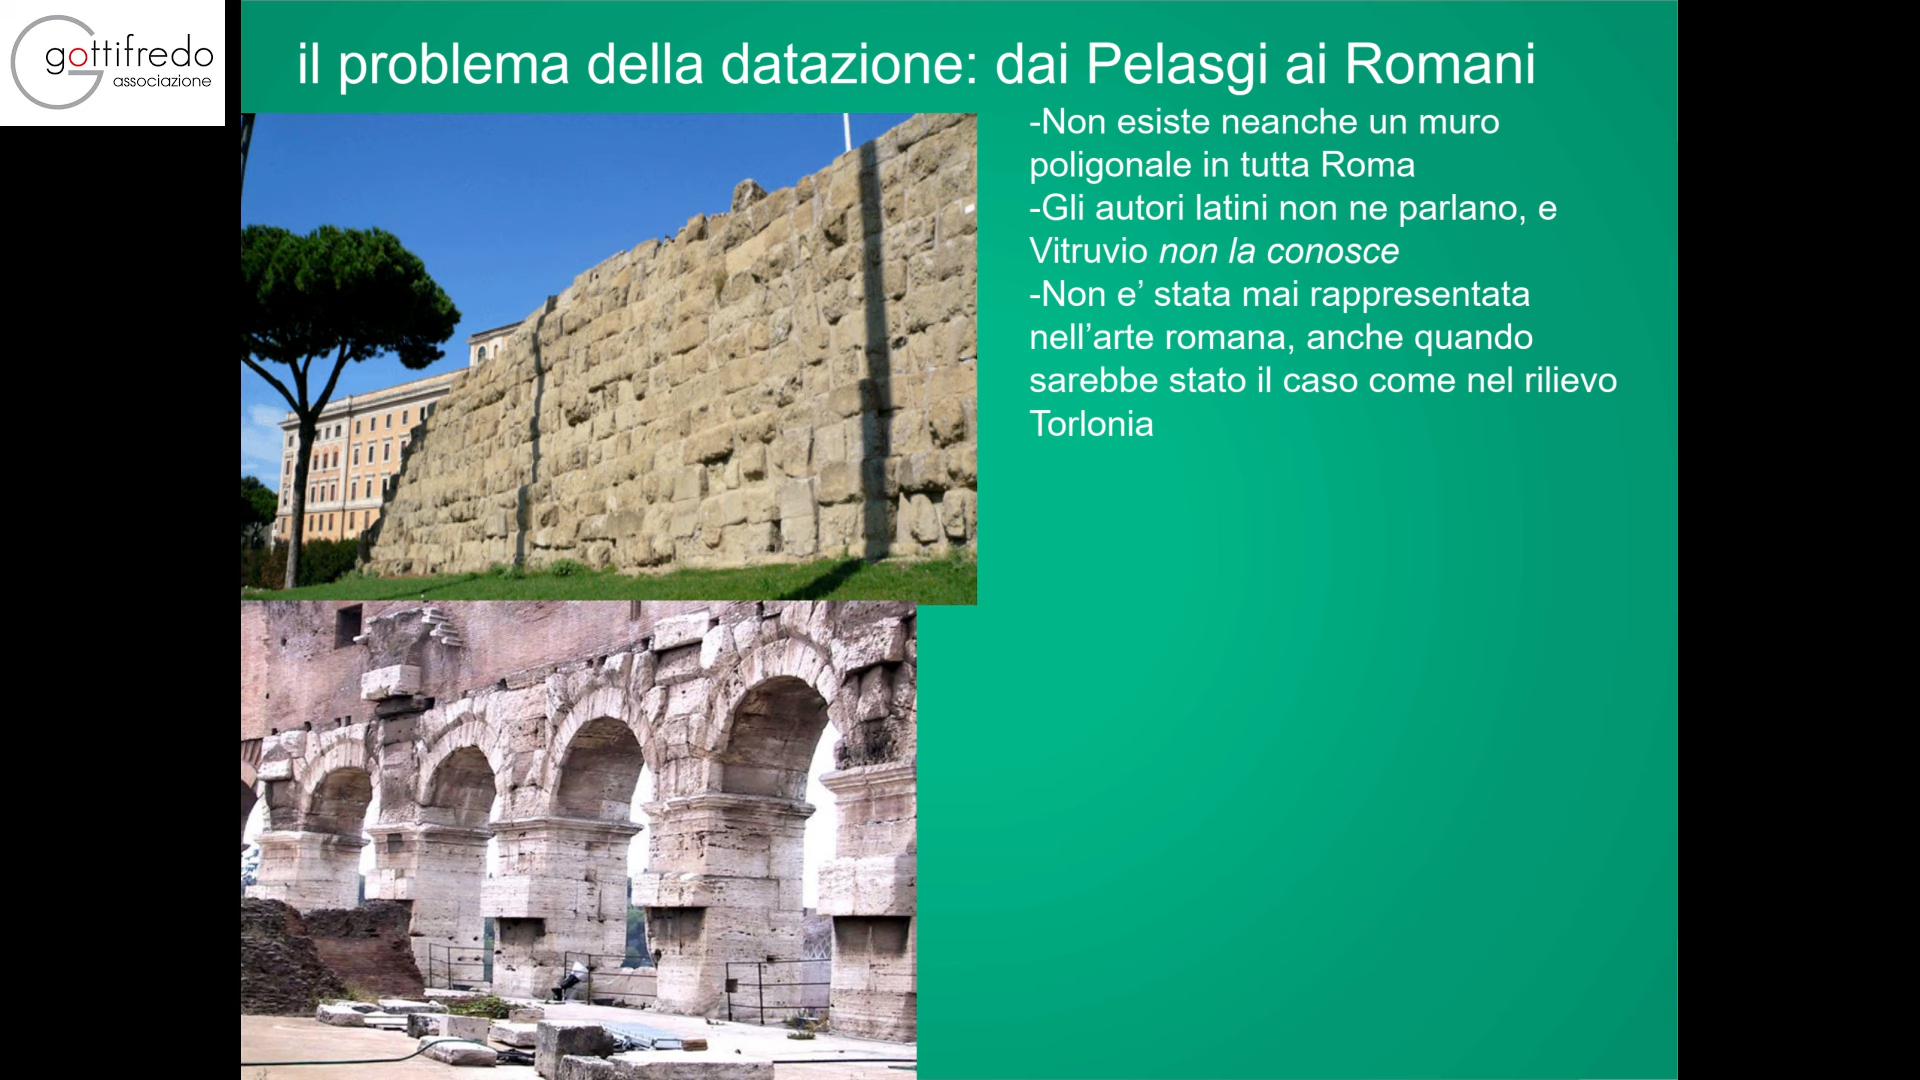 gottifredo
associazione
il problema della datazione: dai Pelasgi ai Romani
-Non esiste neanche un muro
poligonale in tutta Roma
-Gli autori latini non ne parlano, e
Vitruvio non la conosce
-Non e’ stata mai rappresentata
nell’arte romana, anche quando
sarebbe stato il caso come nel rilievo
Torlonia